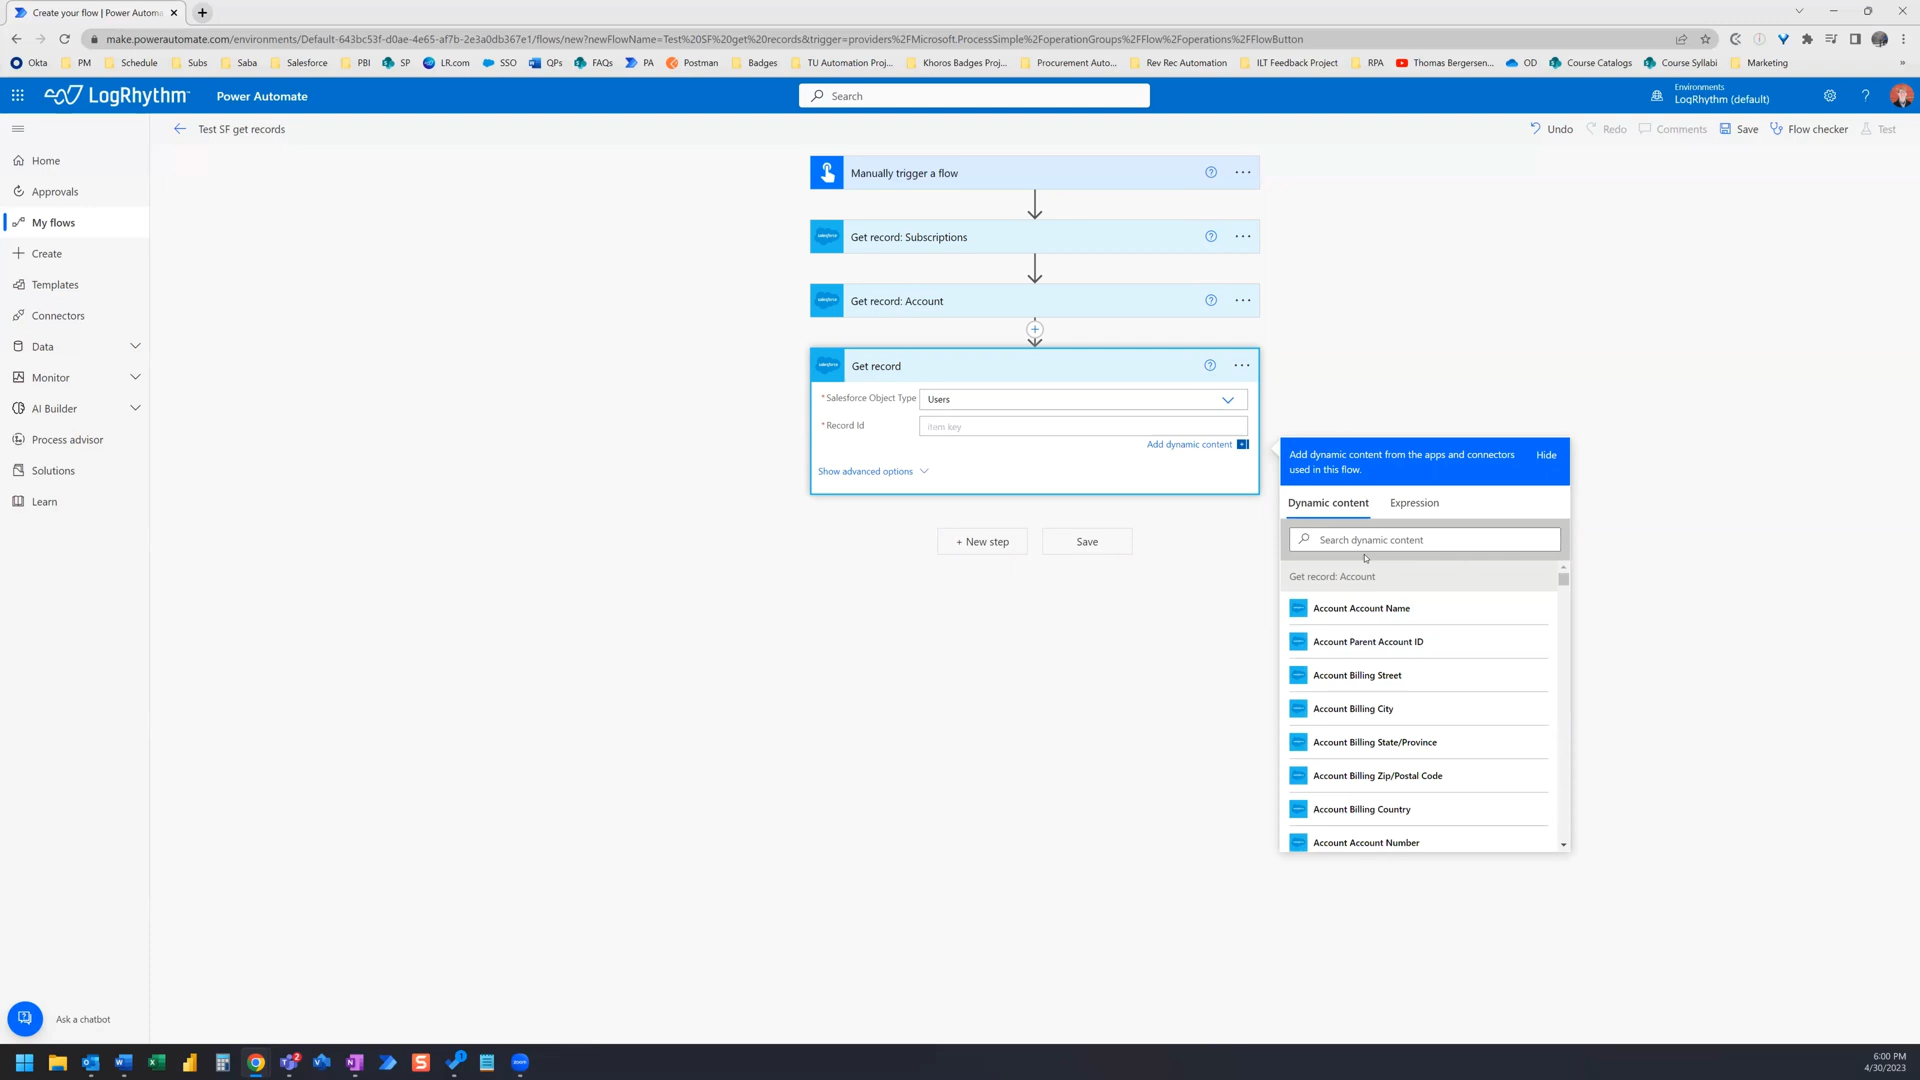 Create your flow | Power Automa
make.powerautomate.com/environments/Default-643bc53f-d0ae-4e65-af7b-2e3a0db367e1/flows/new?newFlowName=Test%20SF%20get%20records&trigger=providers%2FMicrosoft.ProcessSimple%2FoperationGroups%2FFlow%2Foperations%2FFlowButton
Okta PM Schedule Subs Saba Salesforce PBI SP LR.com SSO QPs FAQs PA Postman Badges TU Automation Proj... Khoros Badges Proj... Procurement Auto... Rev Rec Automation ILT Feedback Project RPA Thomas Bergersen... OD Course Catalogs Course Syllabi Marketing »
LogRhythm Power Automate Search
Environments
LogRhythm (default)
Test SF get records
Undo Redo Comments Save Flow checker Test
Home
Approvals
My flows
Create
Templates
Connectors
Data
Monitor
AI Builder
Process advisor
Solutions
Learn
Manually trigger a flow
salesforce Get record: Subscriptions
salesforce Get record: Account
salesforce Get record
* Salesforce Object Type Users
* Record Id item key
Add dynamic content
Show advanced options
+ New step Save
Add dynamic content from the apps and connectors
used in this flow.
Hide
Dynamic content Expression
Search dynamic content
Get record: Account
Account Account Name
Account Parent Account ID
Account Billing Street
Account Billing City
Account Billing State/Province
Account Billing Zip/Postal Code
Account Billing Country
Account Account Number
Ask a chatbot
2
zoom
6:00 PM
4/30/2023